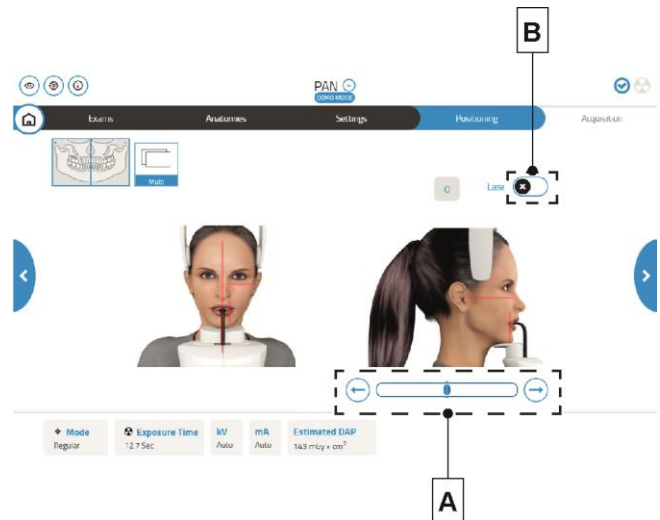 B
PAN
DEMO MODE
Exams
Anatomies
Settings
Positioning
Acquisition
Multi
0
Laser
Mode
Regular
Exposure Time
12.7 Sec
kV
Auto
mA
Auto
Estimated DAP
143 mGy × cm²
A